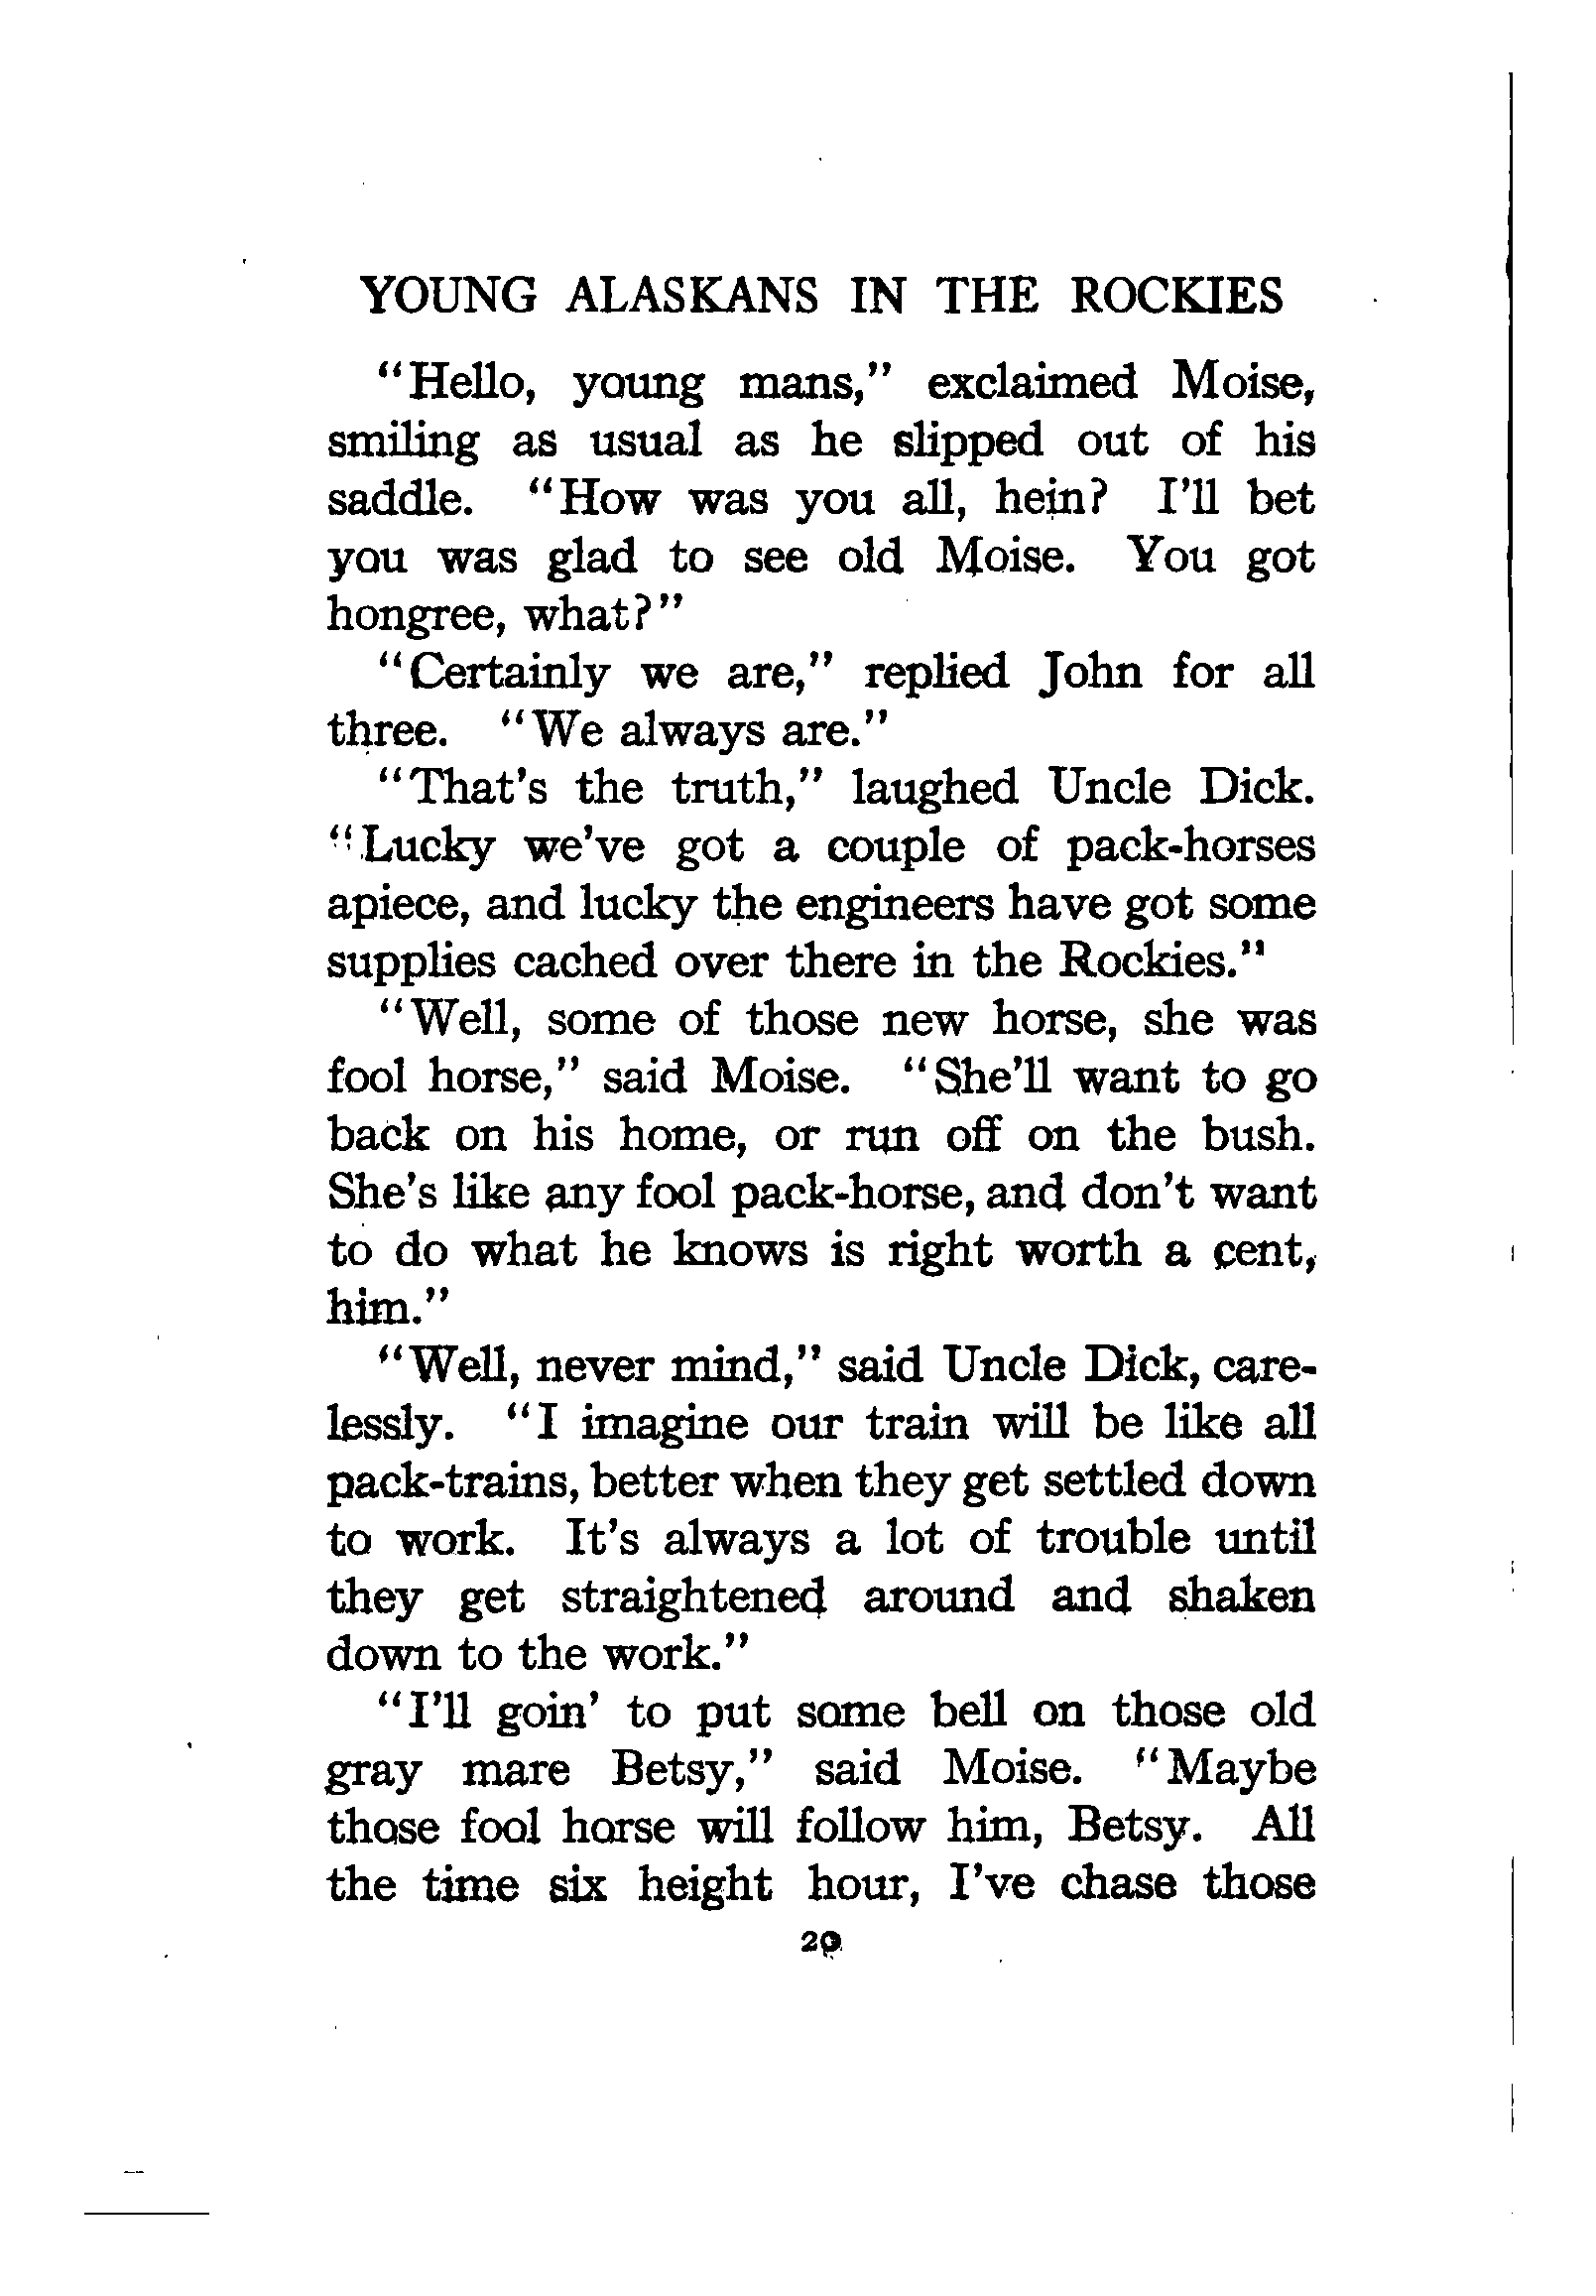 YOUNG ALASKANS IN THE ROCKIES
"Hello, young mans," exclaimed Moise,
smiling as usual as he slipped out of his
saddle. "How was you all, hein? I'll bet
you was glad to see old Moise. You got
hongree, what?"
"Certainly we are," replied John for all
three. "We always are."
"That's the truth," laughed Uncle Dick.
"Lucky we've got a couple of pack-horses
apiece, and lucky the engineers have got some
supplies cached over there in the Rockies."
"Well, some of those new horse, she was
fool horse," said Moise. "She'll want to go
back on his home, or run off on the bush.
She's like any fool pack-horse, and don't want
to do what he knows is right worth a cent,
him."
"Well, never mind," said Uncle Dick, care-
lessly. "I imagine our train will be like all
pack-trains, better when they get settled down
to work. It's always a lot of trouble until
they get straightened around and shaken
down to the work."
"I'll goin' to put some bell on those old
gray mare Betsy," said Moise. "Maybe
those fool horse will follow him, Betsy. All
the time six height hour, I've chase those
20